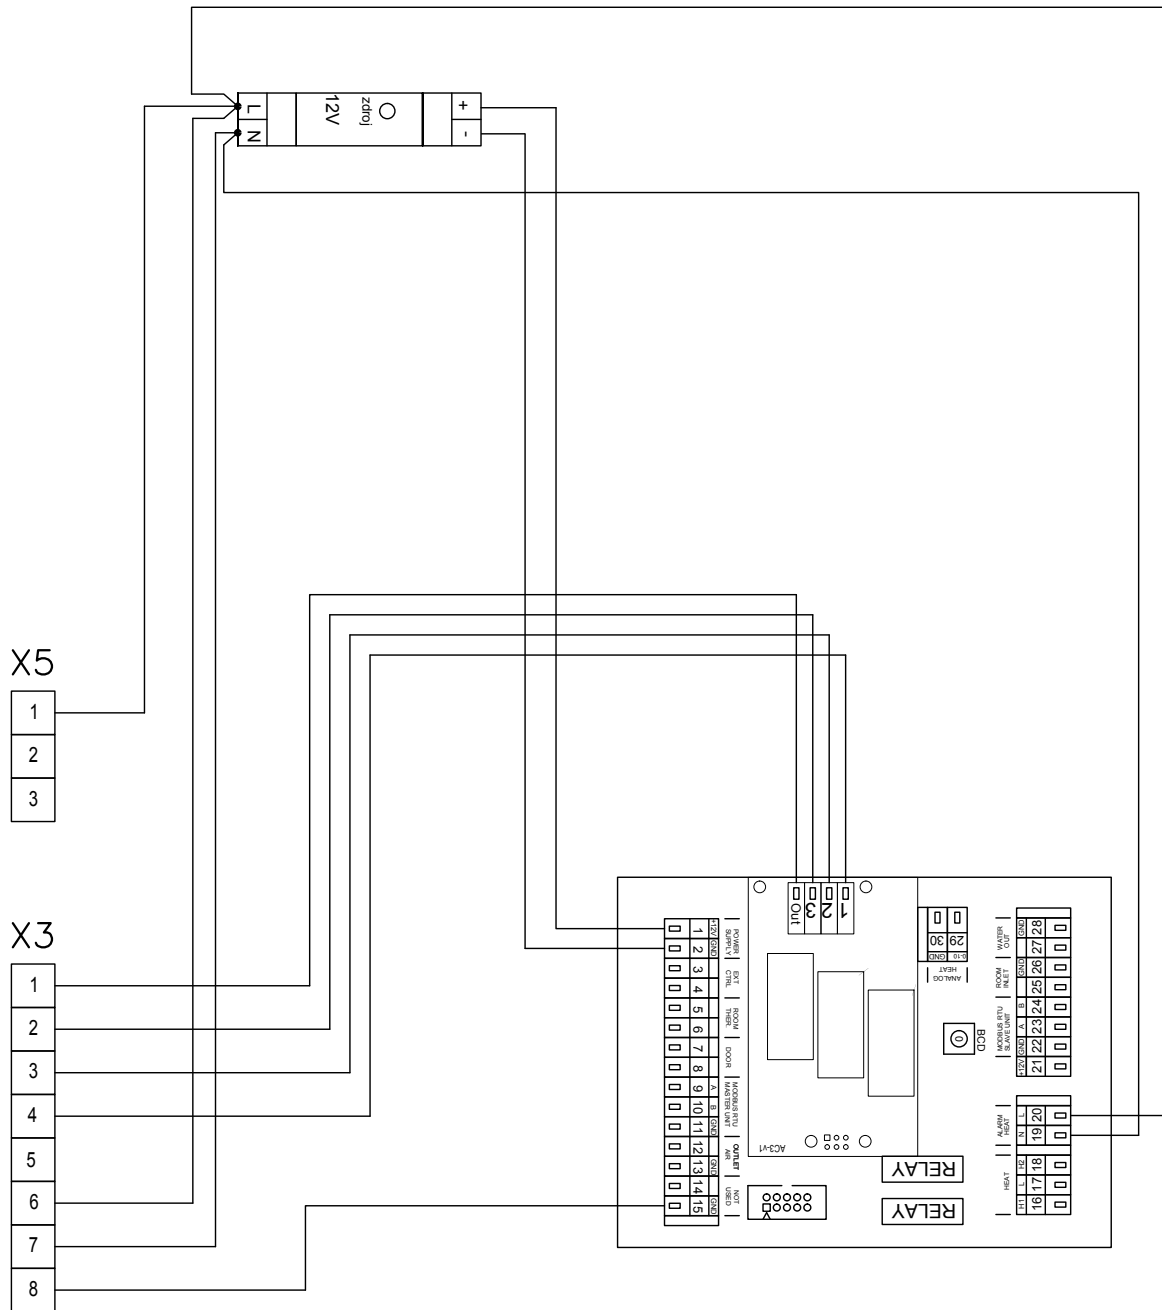 L
N
12V
zdroj
+
-
X5
1
2
3
X3
1
2
3
4
5
6
7
8
Out
3
2
1
1 +12V
2 GND
3
4
5
6
7
8
9 A
10 B
11 GND
12
13 GND
14
15 GND
POWER
SUPPLY
EXT
CTRL
ROOM
THER.
DOOR
MODBUS RTU
MASTER UNIT
OUTLET
AIR
NOT
USED
AC3-v1
30 29
GND 0-10
ANALOG
HEAT
BCD
0
RELAY
RELAY
WATER
OUT
ROOM
INLET
MODBUS RTU
SLAVE UNIT
GND 28
27
GND 26
25
B 24
A 23
GND 22
+12V 21
ALARM
HEAT
L 20
N 19
HEAT
H2 18
L 17
H1 16